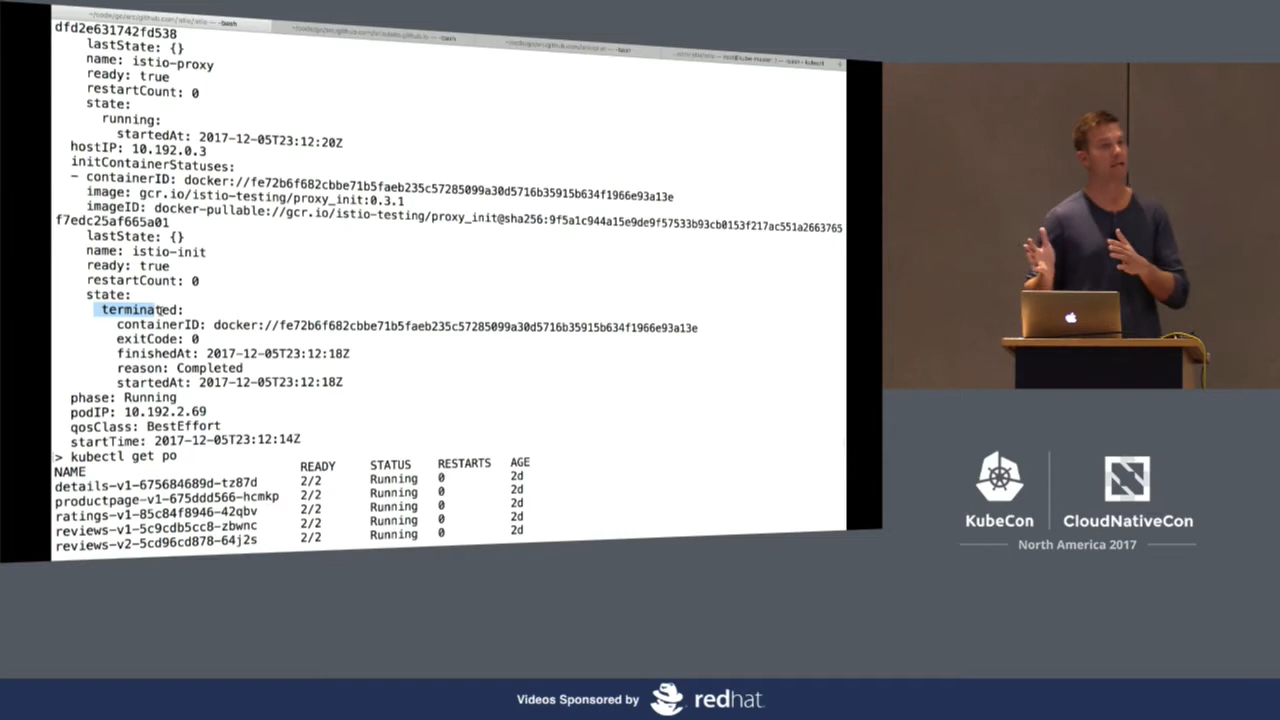 dfd2e631742fd538
lastState: {}
name: istio-proxy
ready: true
restartCount: 0
state:
running:
startedAt: 2017-12-05T23:12:20Z
hostIP: 10.192.0.3
initContainerStatuses:
- containerID: docker://fe72b6f682cbbe71b5faeb235c57285099a30d5716b35915b634f1966e93a13e
image: gcr.io/istio-testing/proxy_init:0.3.1
imageID: docker-pullable://gcr.io/istio-testing/proxy_init@sha256:9f5a1c944a15e9de9f57533b93cb0153f217ac551a2663765
f7edc25af665a01
lastState: {}
name: istio-init
ready: true
restartCount: 0
state:
terminated:
containerID: docker://fe72b6f682cbbe71b5faeb235c57285099a30d5716b35915b634f1966e93a13e
exitCode: 0
finishedAt: 2017-12-05T23:12:18Z
reason: Completed
startedAt: 2017-12-05T23:12:18Z
phase: Running
podIP: 10.192.2.69
qosClass: BestEffort
startTime: 2017-12-05T23:12:14Z
> kubectl get po
NAME READY STATUS RESTARTS AGE
details-v1-675684689d-tz87d 2/2 Running 0 2d
productpage-v1-675ddd566-hcmkp 2/2 Running 0 2d
ratings-v1-85c84f8946-42qbv 2/2 Running 0 2d
reviews-v1-5c9cdb5cc8-zbwnc 2/2 Running 0 2d
reviews-v2-5cd96cd878-64j2s 2/2 Running 0 2d
KubeCon
CloudNativeCon
North America 2017
Videos Sponsored by
redhat